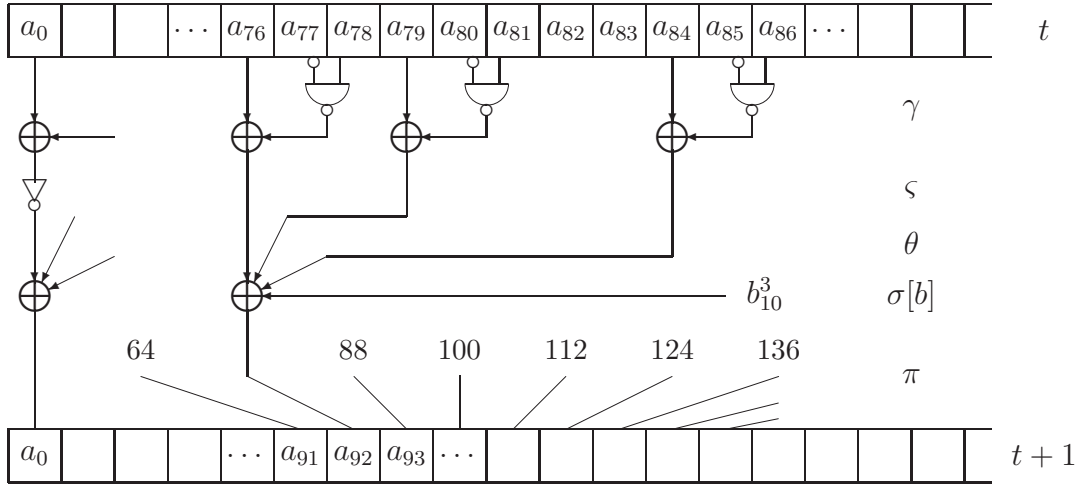 a₀ ⋯ a₇₆ a₇₇ a₇₈ a₇₉ a₈₀ a₈₁ a₈₂ a₈₃ a₈₄ a₈₅ a₈₆ ⋯ t
γ
ς
θ
b³₁₀ σ[b]
64 88 100 112 124 136
π
a₀ ⋯ a₉₁ a₉₂ a₉₃ ⋯ t + 1